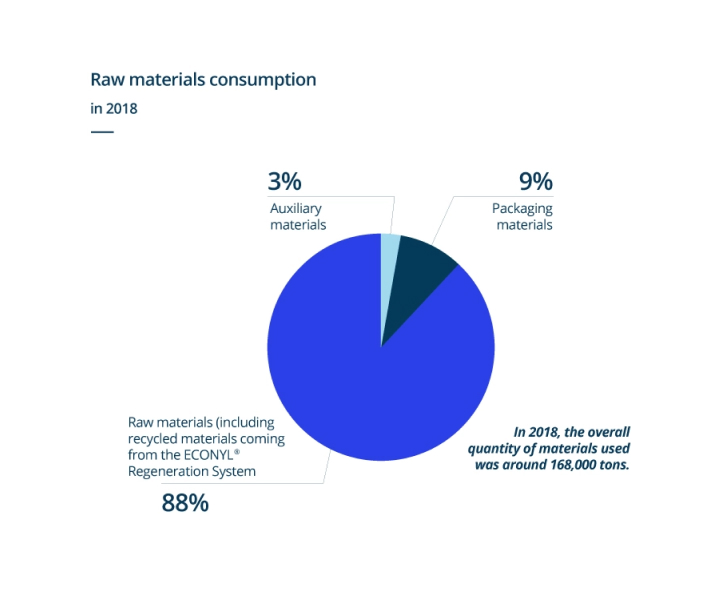 Raw materials consumption
in 2018
3%
Auxiliary
materials
9%
Packaging
materials
Raw materials (including
recycled materials coming
from the ECONYL®
Regeneration System
88%
In 2018, the overall
quantity of materials used
was around 168,000 tons.